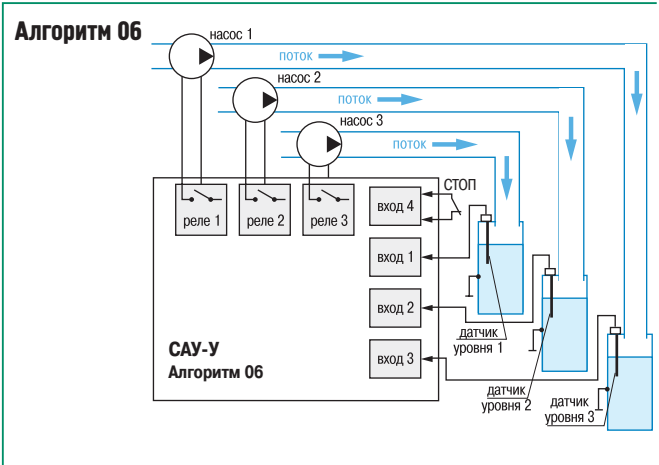 Алгоритм 06
насос 1
поток
насос 2
поток
насос 3
поток
СТОП
реле 1
реле 2
реле 3
вход 4
вход 1
вход 2
вход 3
САУ-У
Алгоритм 06
датчик
уровня 1
датчик
уровня 2
датчик
уровня 3